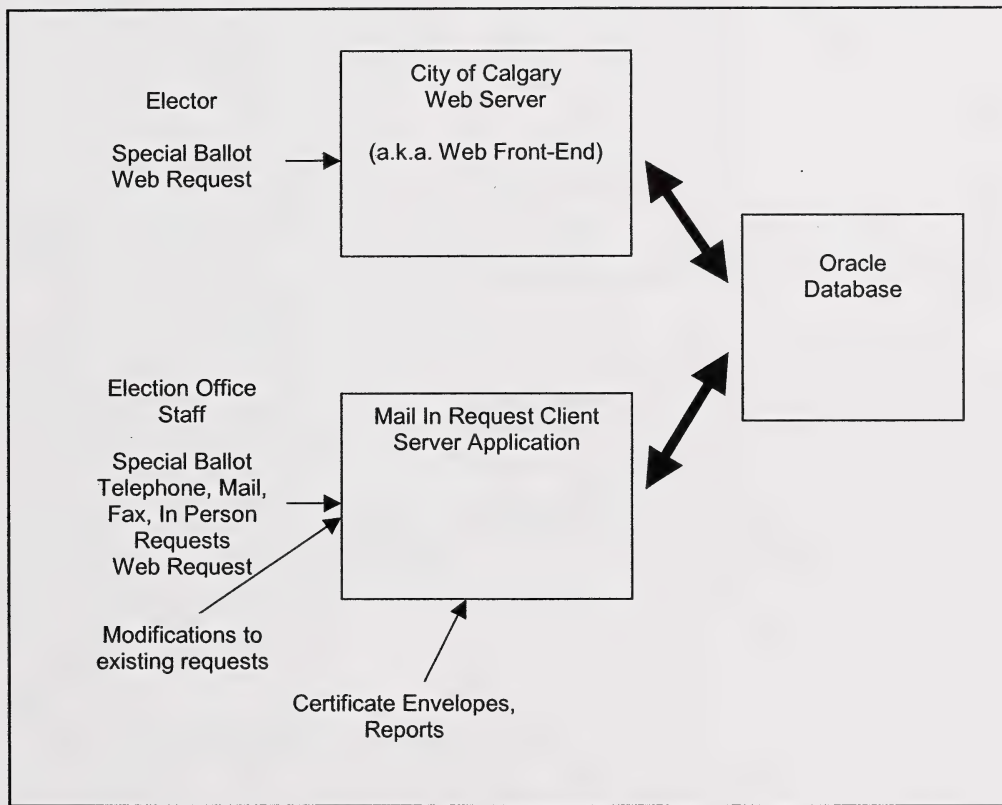 Elector
Special Ballot
Web Request
City of Calgary
Web Server
(a.k.a. Web Front-End)
Oracle
Database
Election Office
Staff
Special Ballot
Telephone, Mail,
Fax, In Person
Requests
Web Request
Mail In Request Client
Server Application
Modifications to
existing requests
Certificate Envelopes,
Reports